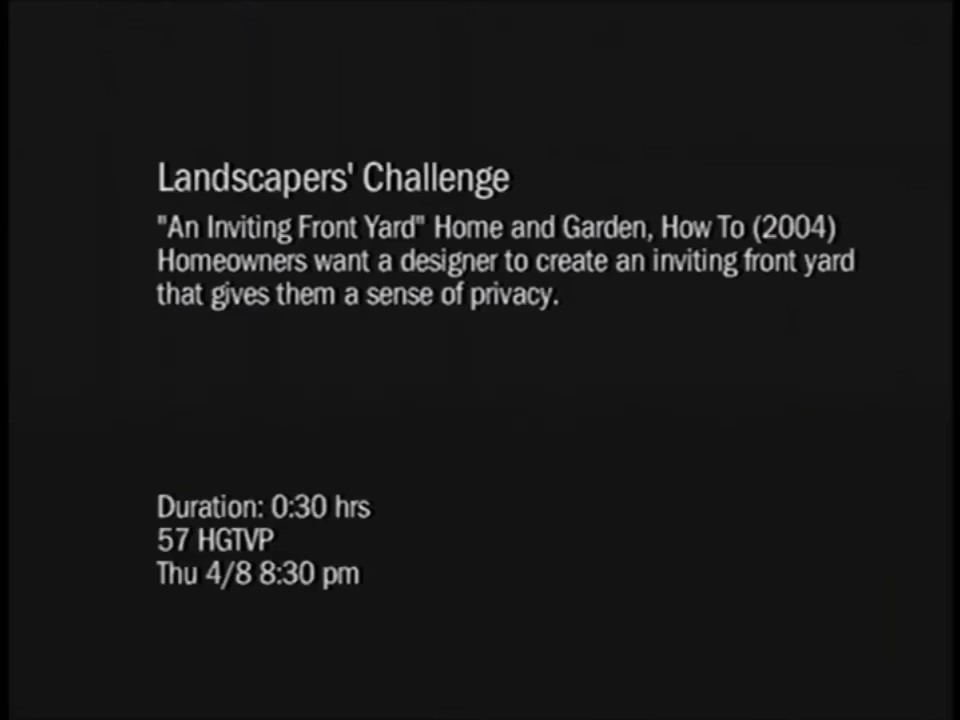 Landscapers' Challenge
"An Inviting Front Yard" Home and Garden, How To (2004)
Homeowners want a designer to create an inviting front yard
that gives them a sense of privacy.
Duration: 0:30 hrs
57 HGTVP
Thu 4/8 8:30 pm